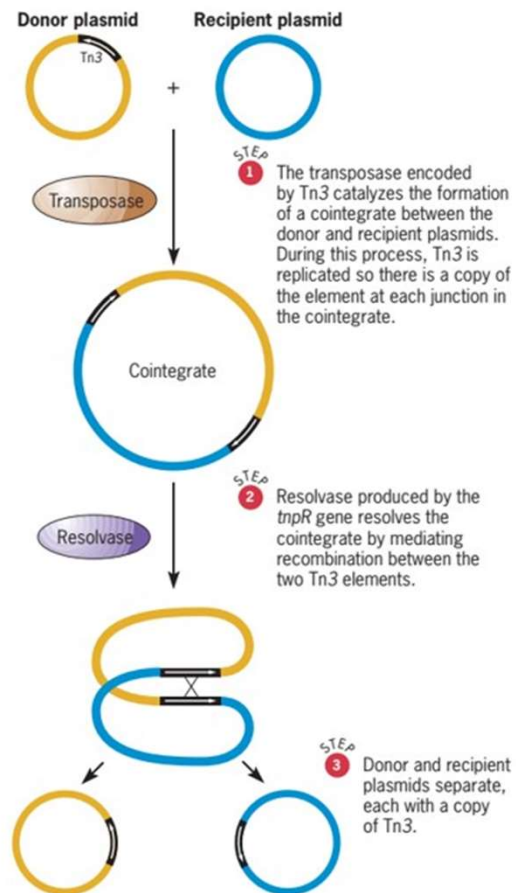 Donor plasmid
Recipient plasmid
Tn3
+
STEP
1
The transposase encoded
by Tn3 catalyzes the formation
of a cointegrate between the
donor and recipient plasmids.
During this process, Tn3 is
replicated so there is a copy of
the element at each junction in
the cointegrate.
Transposase
Cointegrate
STEP
2
Resolvase produced by the
tnpR gene resolves the
cointegrate by mediating
recombination between the
two Tn3 elements.
Resolvase
STEP
3
Donor and recipient
plasmids separate,
each with a copy
of Tn3.